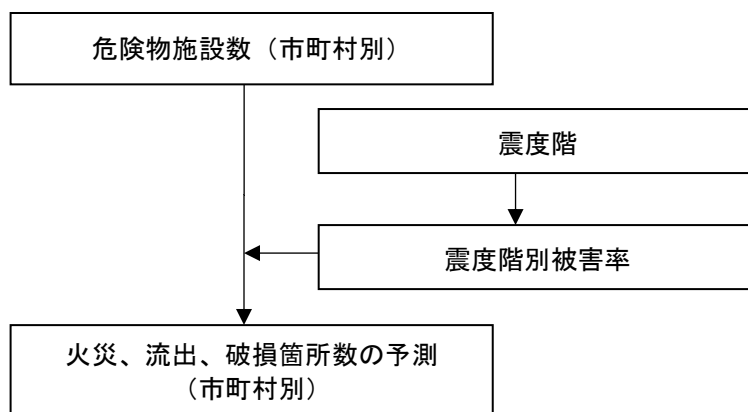 危険物施設数（市町村別）
震度階
震度階別被害率
火災、流出、破損箇所数の予測
（市町村別）